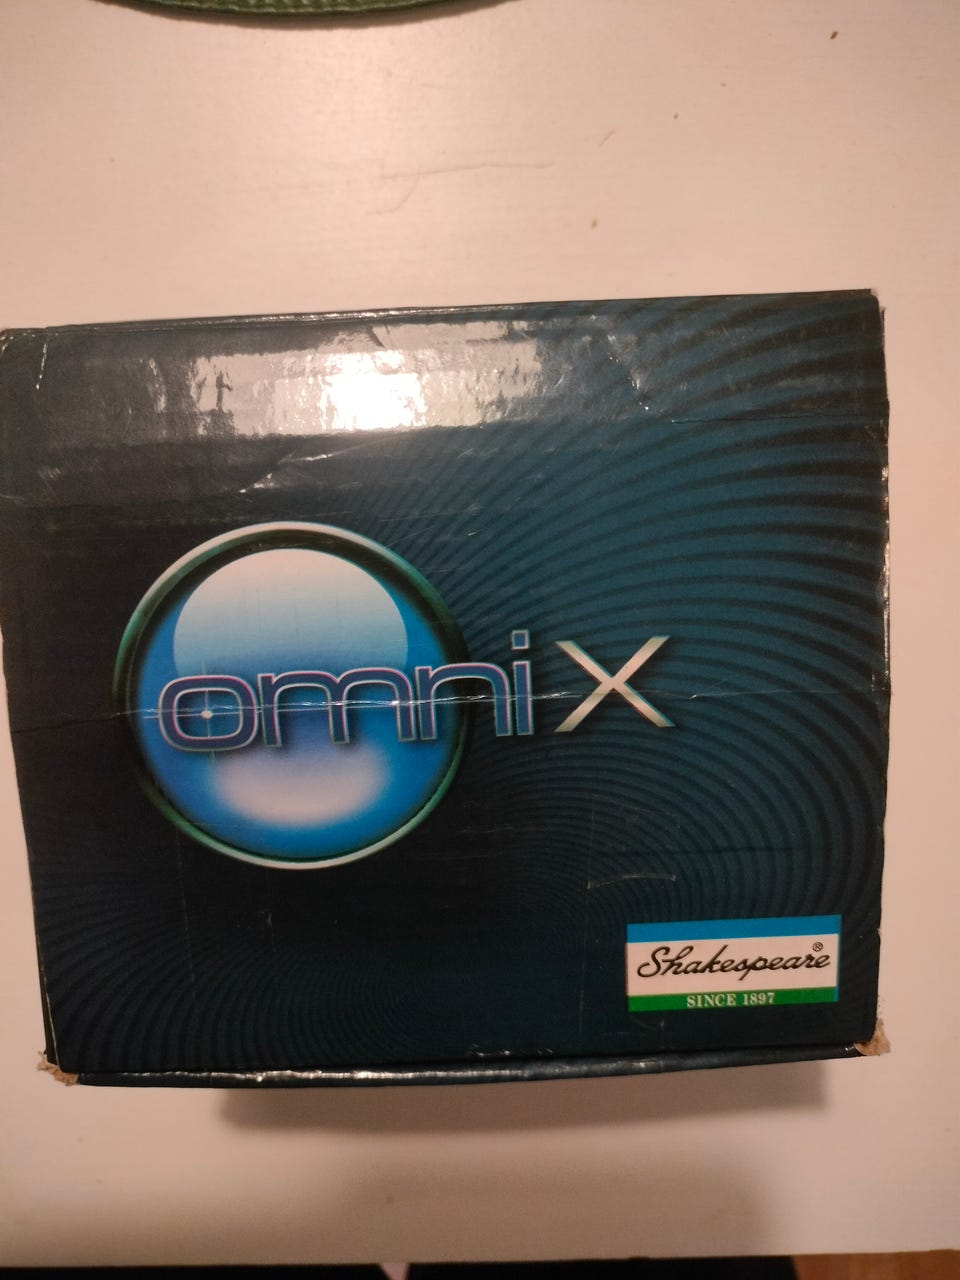 omni X
Shakespeare®
SINCE 1897